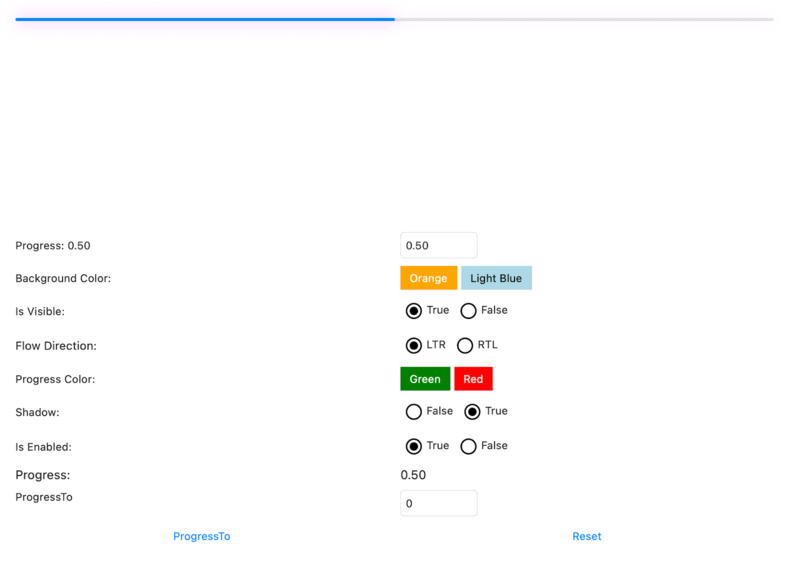 Progress: 0.50 0.50
Background Color: Orange Light Blue
Is Visible: True False
Flow Direction: LTR RTL
Progress Color: Green Red
Shadow: False True
Is Enabled: True False
Progress: 0.50
ProgressTo 0
ProgressTo Reset